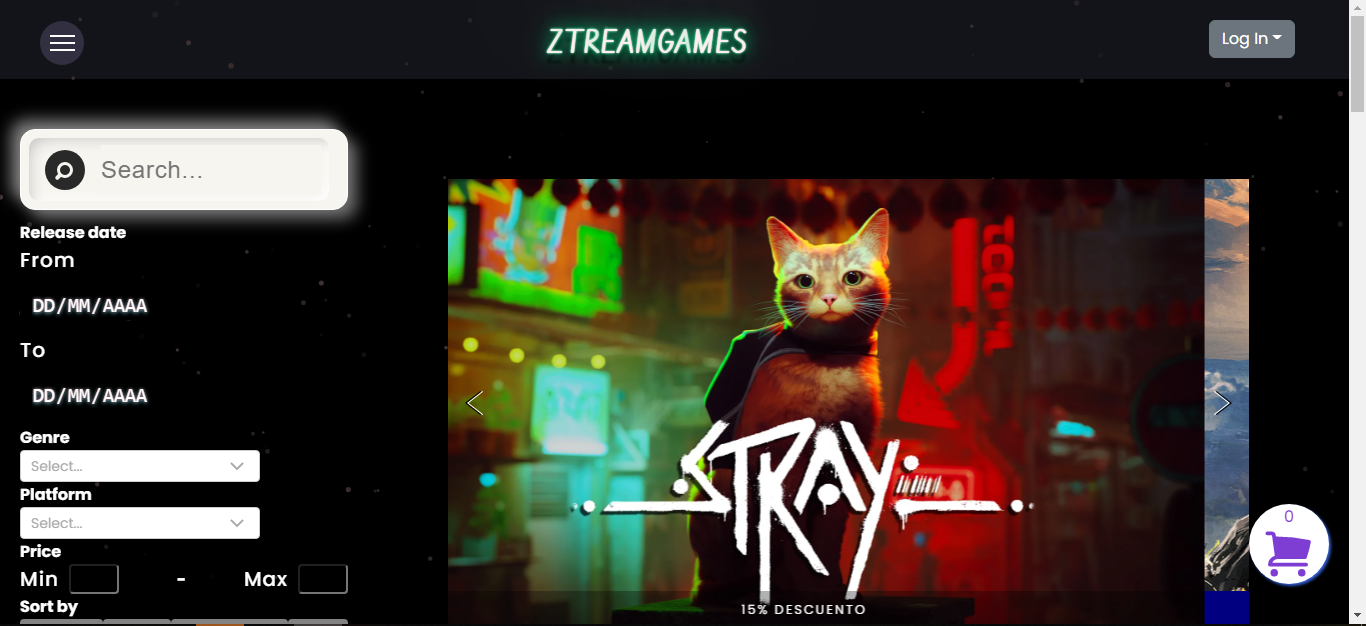 ZTREAMGAMES
Log In
Search...
Release date
From
DD/MM/AAAA
To
DD/MM/AAAA
Genre
Select...
Platform
Select...
Price
Min - Max
Sort by
STRAY
15% DESCUENTO
0